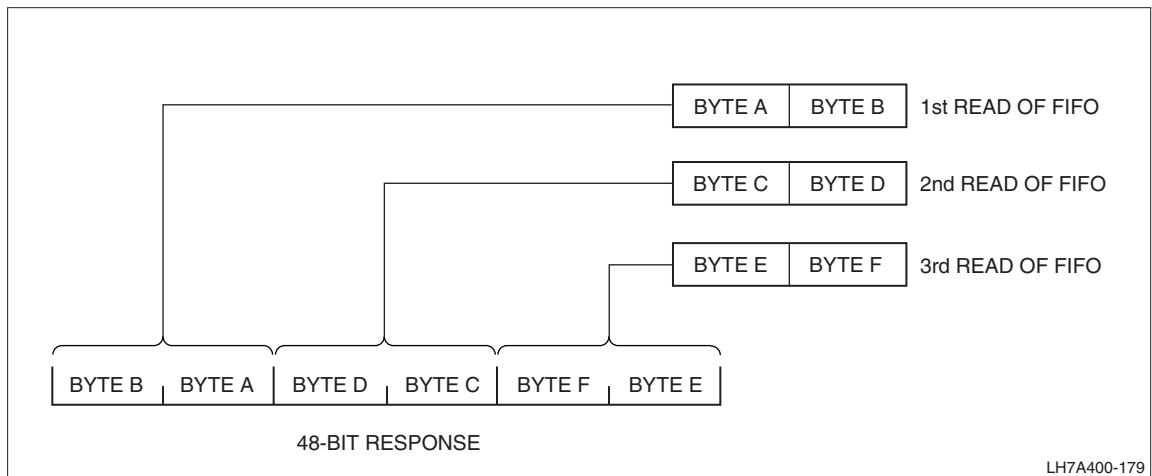 BYTE A BYTE B 1st READ OF FIFO
BYTE C BYTE D 2nd READ OF FIFO
BYTE E BYTE F 3rd READ OF FIFO
BYTE B BYTE A BYTE D BYTE C BYTE F BYTE E
48-BIT RESPONSE
LH7A400-179